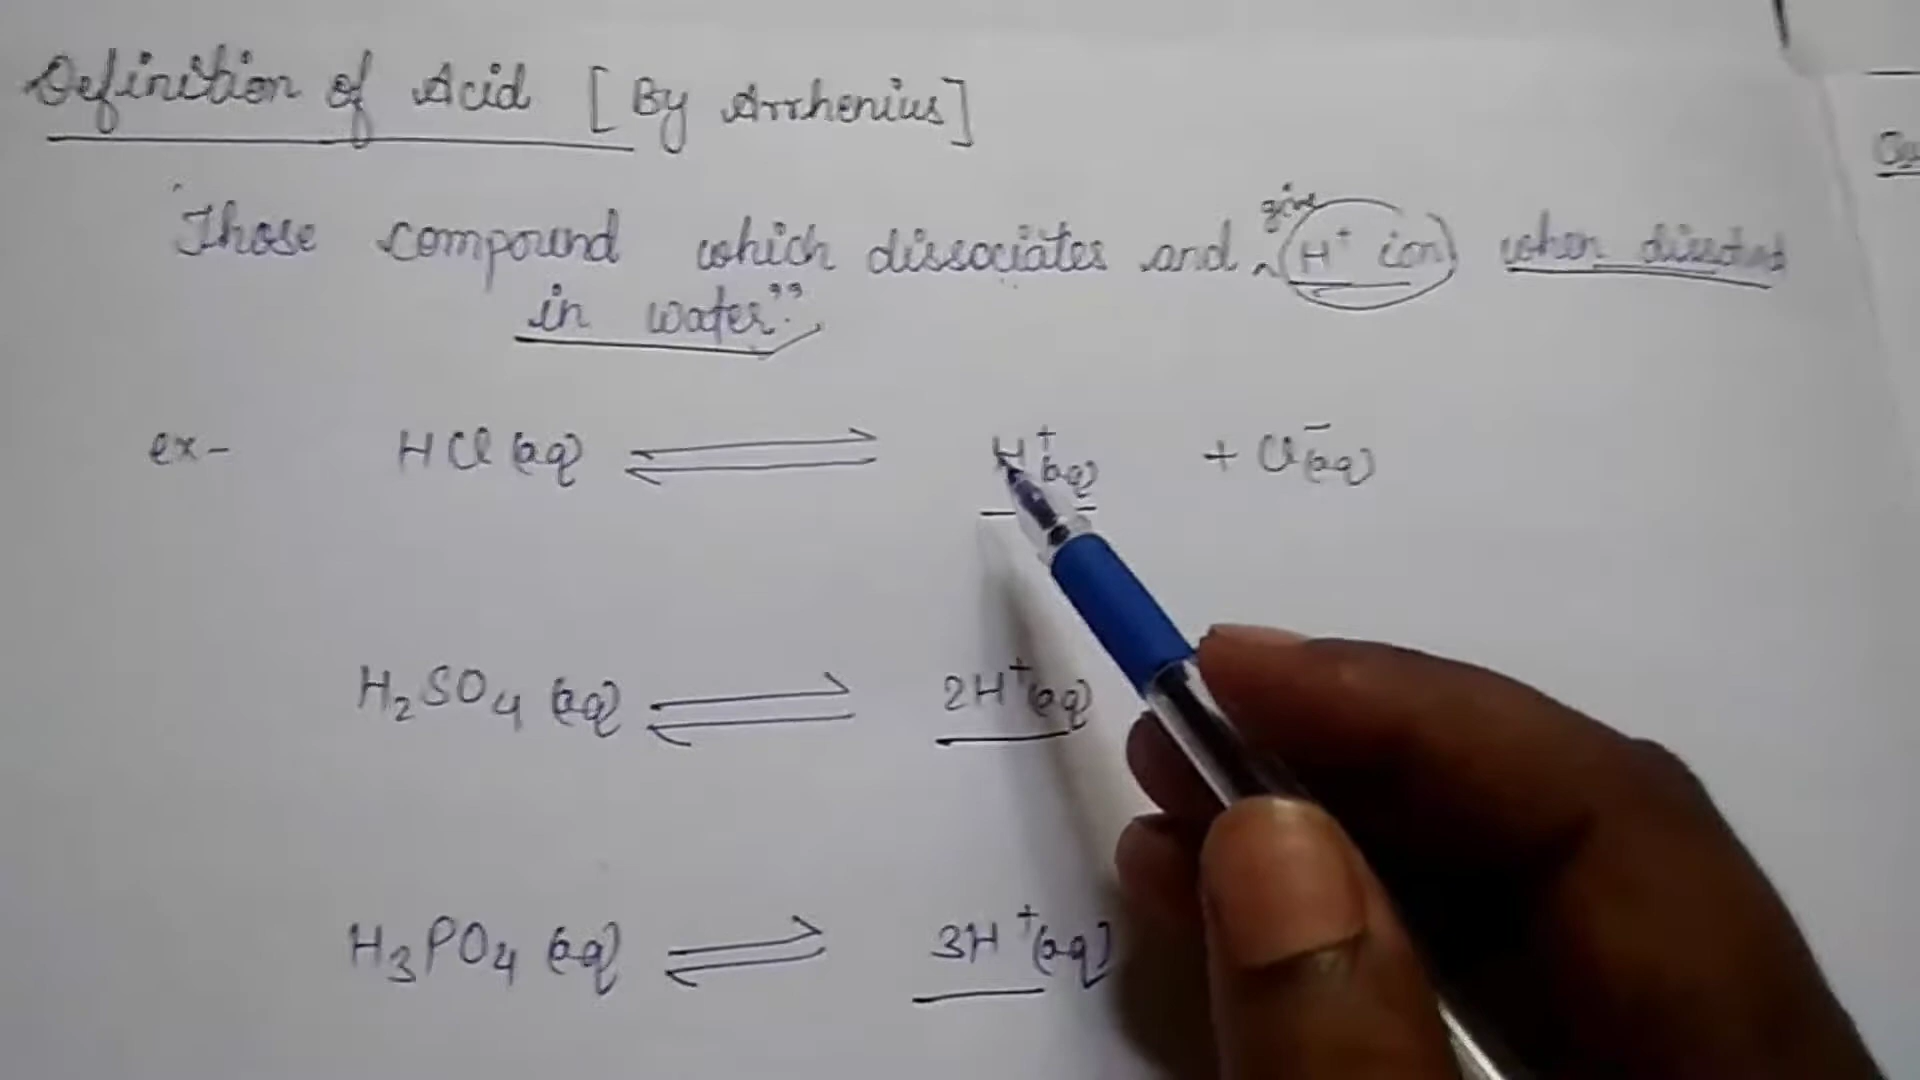 Definition of Acid [By Arrhenius]
Those compound which dissociates and give H⁺ ion when dissolved
in water”.
ex- HCl (aq) ⇌ H⁺(aq) + Cl⁻(aq)
H₂SO₄ (aq) ⇌ 2H⁺(aq)
H₃PO₄ (aq) ⇌ 3H⁺(aq)